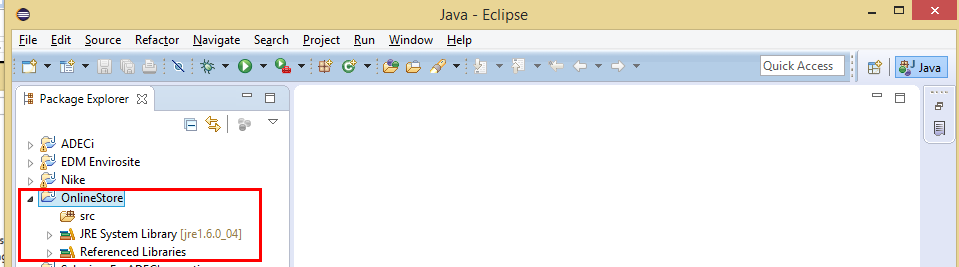 Java - Eclipse
File Edit Source Refactor Navigate Search Project Run Window Help
Quick Access
Java
Package Explorer
ADECi
EDM Envirosite
Nike
OnlineStore
src
JRE System Library [jre1.6.0_04]
Referenced Libraries